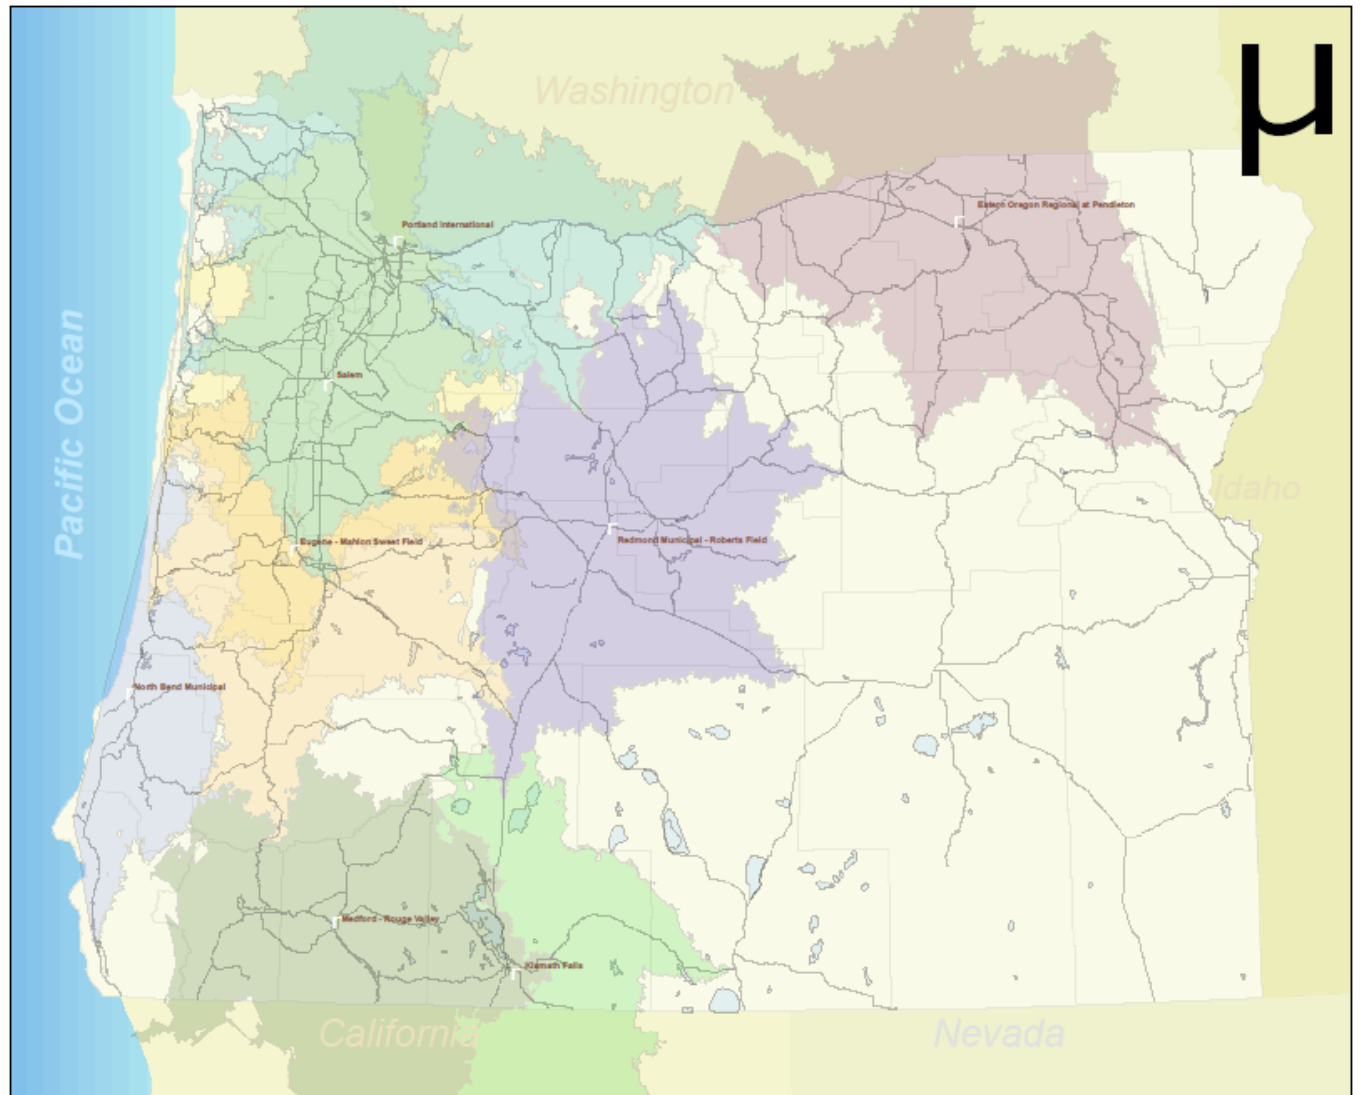 µ
Washington
Eastern Oregon Regional at Pendleton
Portland International
Pacific Ocean
Salem
Idaho
Eugene - Mahlon Sweet Field
Redmond Municipal - Roberts Field
North Bend Municipal
Medford - Rouge Valley
Klamath Falls
California
Nevada